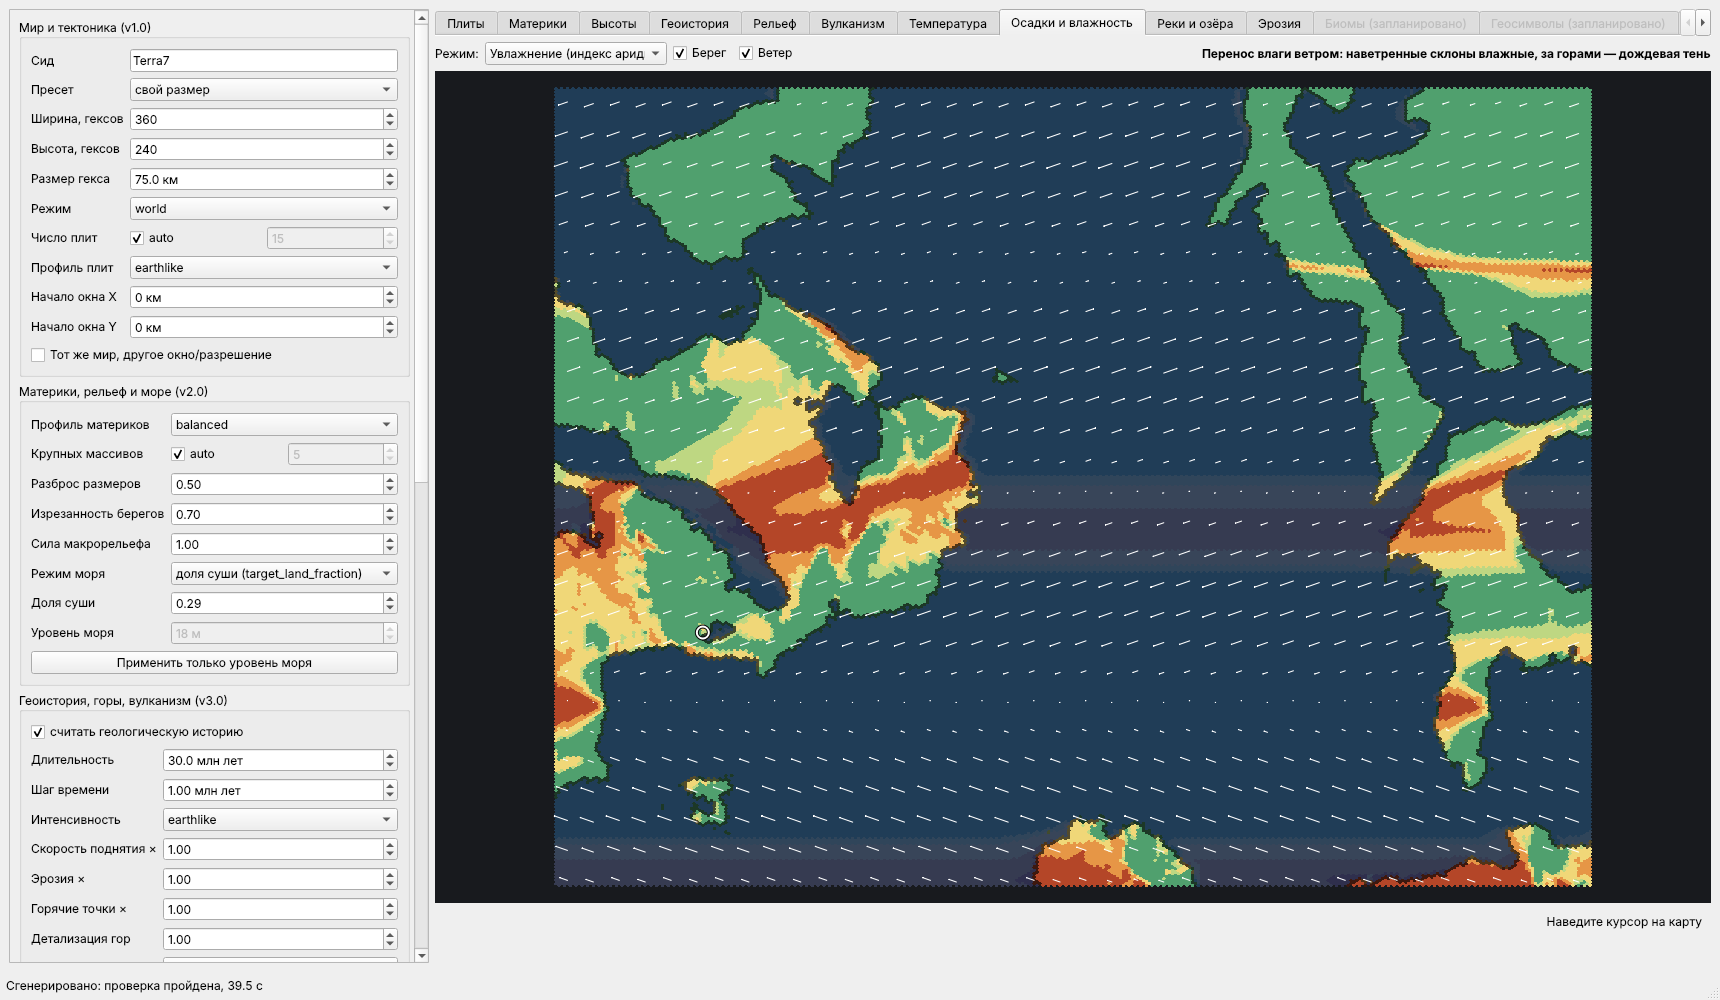 Мир и тектоника (v1.0)
Сид Terra7
Пресет свой размер
Ширина, гексов 360
Высота, гексов 240
Размер гекса 75.0 км
Режим world
Число плит auto 15
Профиль плит earthlike
Начало окна X 0 км
Начало окна Y 0 км
Тот же мир, другое окно/разрешение
Материки, рельеф и море (v2.0)
Профиль материков balanced
Крупных массивов auto 5
Разброс размеров 0.50
Изрезанность берегов 0.70
Сила макрорельефа 1.00
Режим моря доля суши (target_land_fraction)
Доля суши 0.29
Уровень моря 18 м
Применить только уровень моря
Геоистория, горы, вулканизм (v3.0)
считать геологическую историю
Длительность 30.0 млн лет
Шаг времени 1.00 млн лет
Интенсивность earthlike
Скорость поднятия × 1.00
Эрозия × 1.00
Горячие точки × 1.00
Детализация гор 1.00
Плиты Материки Высоты Геоистория Рельеф Вулканизм Температура Осадки и влажность Реки и озёра Эрозия Биомы (запланировано) Геосимволы (запланировано)
Режим: Увлажнение (индекс арид Берег Ветер Перенос влаги ветром: наветренные склоны влажные, за горами — дождевая тень
Наведите курсор на карту
Сгенерировано: проверка пройдена, 39.5 с